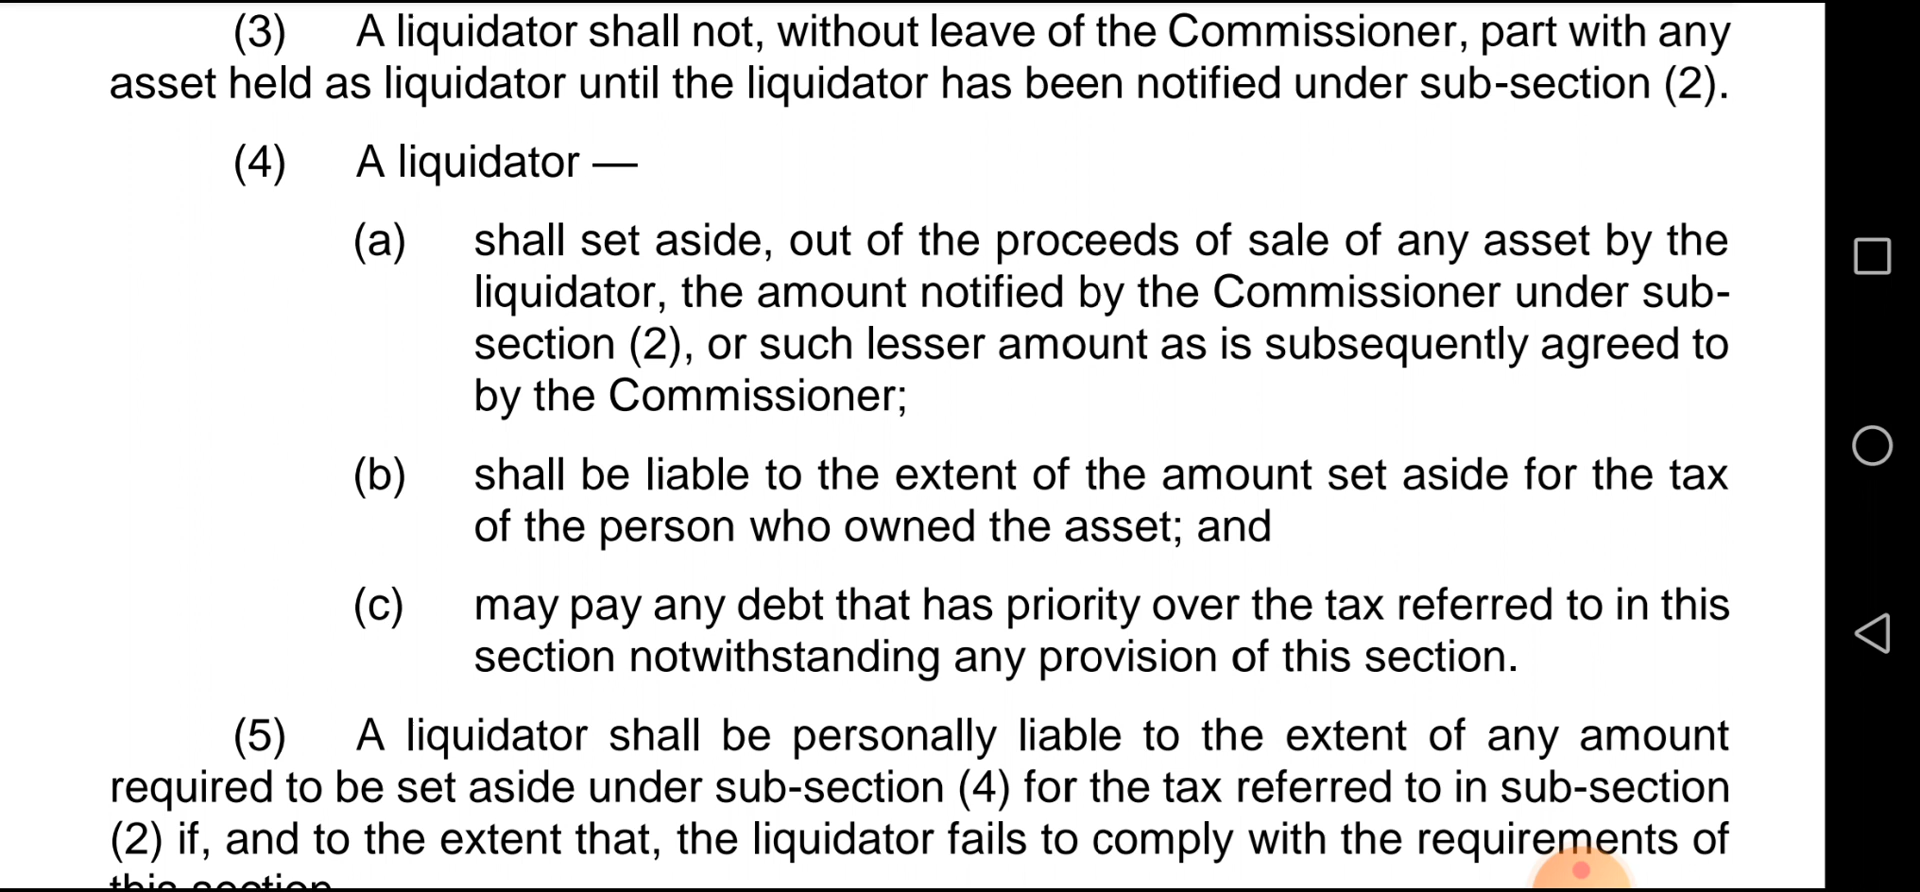 (3) A liquidator shall not, without leave of the Commissioner, part with any
asset held as liquidator until the liquidator has been notified under sub-section (2).
(4) A liquidator —
(a) shall set aside, out of the proceeds of sale of any asset by the
liquidator, the amount notified by the Commissioner under sub-
section (2), or such lesser amount as is subsequently agreed to
by the Commissioner;
(b) shall be liable to the extent of the amount set aside for the tax
of the person who owned the asset; and
(c) may pay any debt that has priority over the tax referred to in this
section notwithstanding any provision of this section.
(5) A liquidator shall be personally liable to the extent of any amount
required to be set aside under sub-section (4) for the tax referred to in sub-section
(2) if, and to the extent that, the liquidator fails to comply with the requirements of
this section